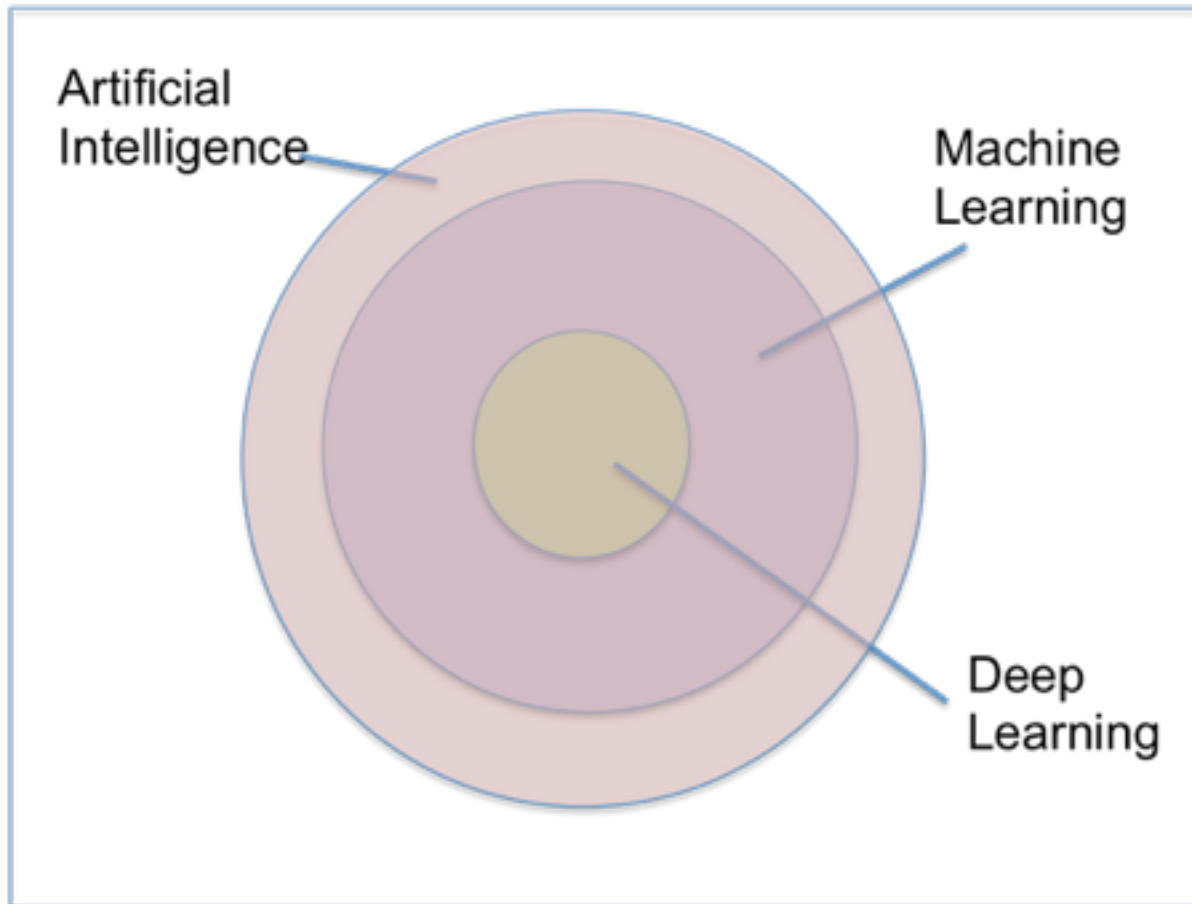 Artificial
Intelligence
Machine
Learning
Deep
Learning